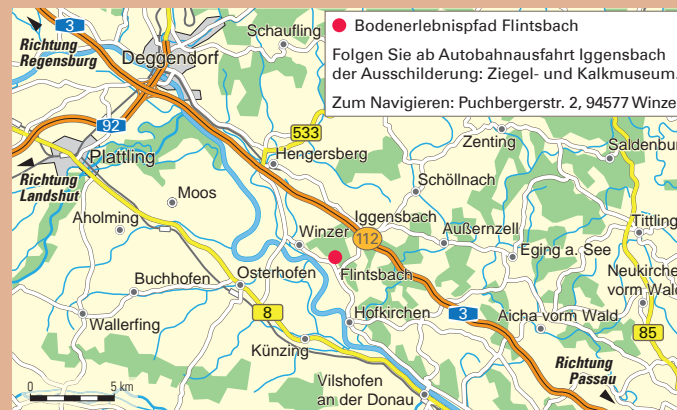 Bodenerlebnispfad Flintsbach
Folgen Sie ab Autobahnausfahrt Iggensbach
der Ausschilderung: Ziegel- und Kalkmuseum.
Zum Navigieren: Puchbergerstr. 2, 94577 Winze
3
Richtung
Regensburg
Schaufling
Deggendorf
92
533
Plattling
Hengersberg
Zenting
Saldenbur
Richtung
Landshut
Moos
Schöllnach
Aholming
Iggensbach
Winzer
112
Außernzell
Tittling
Eging a. See
Flintsbach
Buchhofen
Osterhofen
Neukirche
vorm Wald
8
Hofkirchen
3
Aicha vorm Wald
Wallerfing
85
Künzing
Richtung
Passau
0
5 km
Vilshofen
an der Donau